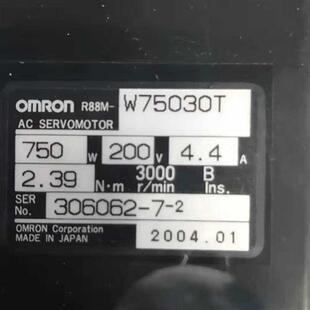 OMRON R88M- W75030T
AC SERVOMOTOR
750 W 200 V 4.4 A
2.39 N·m 3000 r/min B Ins.
SER No. 306062-7-2
OMRON Corporation
MADE IN JAPAN 2004.01